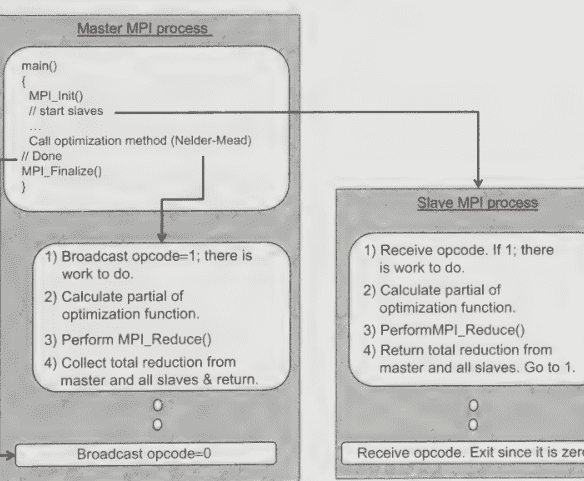 Master MPI process
main()
{
MPI_Init()
// start slaves
...
Call optimization method (Nelder-Mead)
// Done
MPI_Finalize()
}
1) Broadcast opcode=1; there is
work to do.
2) Calculate partial of
optimization function.
3) Perform MPI_Reduce()
4) Collect total reduction from
master and all slaves & return.
Broadcast opcode=0
Slave MPI process
1) Receive opcode. If 1; there
is work to do.
2) Calculate partial of
optimization function.
3) PerformMPI_Reduce()
4) Return total reduction from
master and all slaves. Go to 1.
Receive opcode. Exit since it is zero